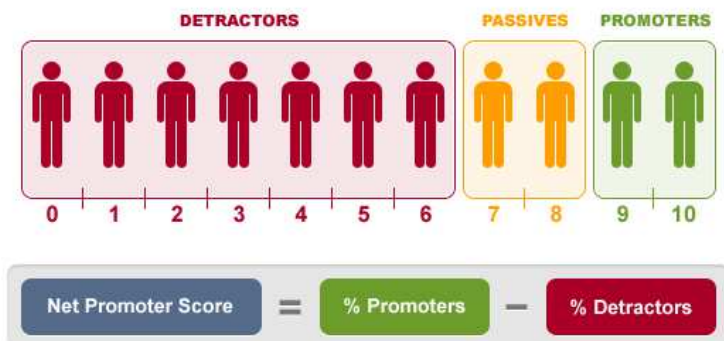 DETRACTORS PASSIVES PROMOTERS
0 1 2 3 4 5 6 7 8 9 10
Net Promoter Score = % Promoters – % Detractors